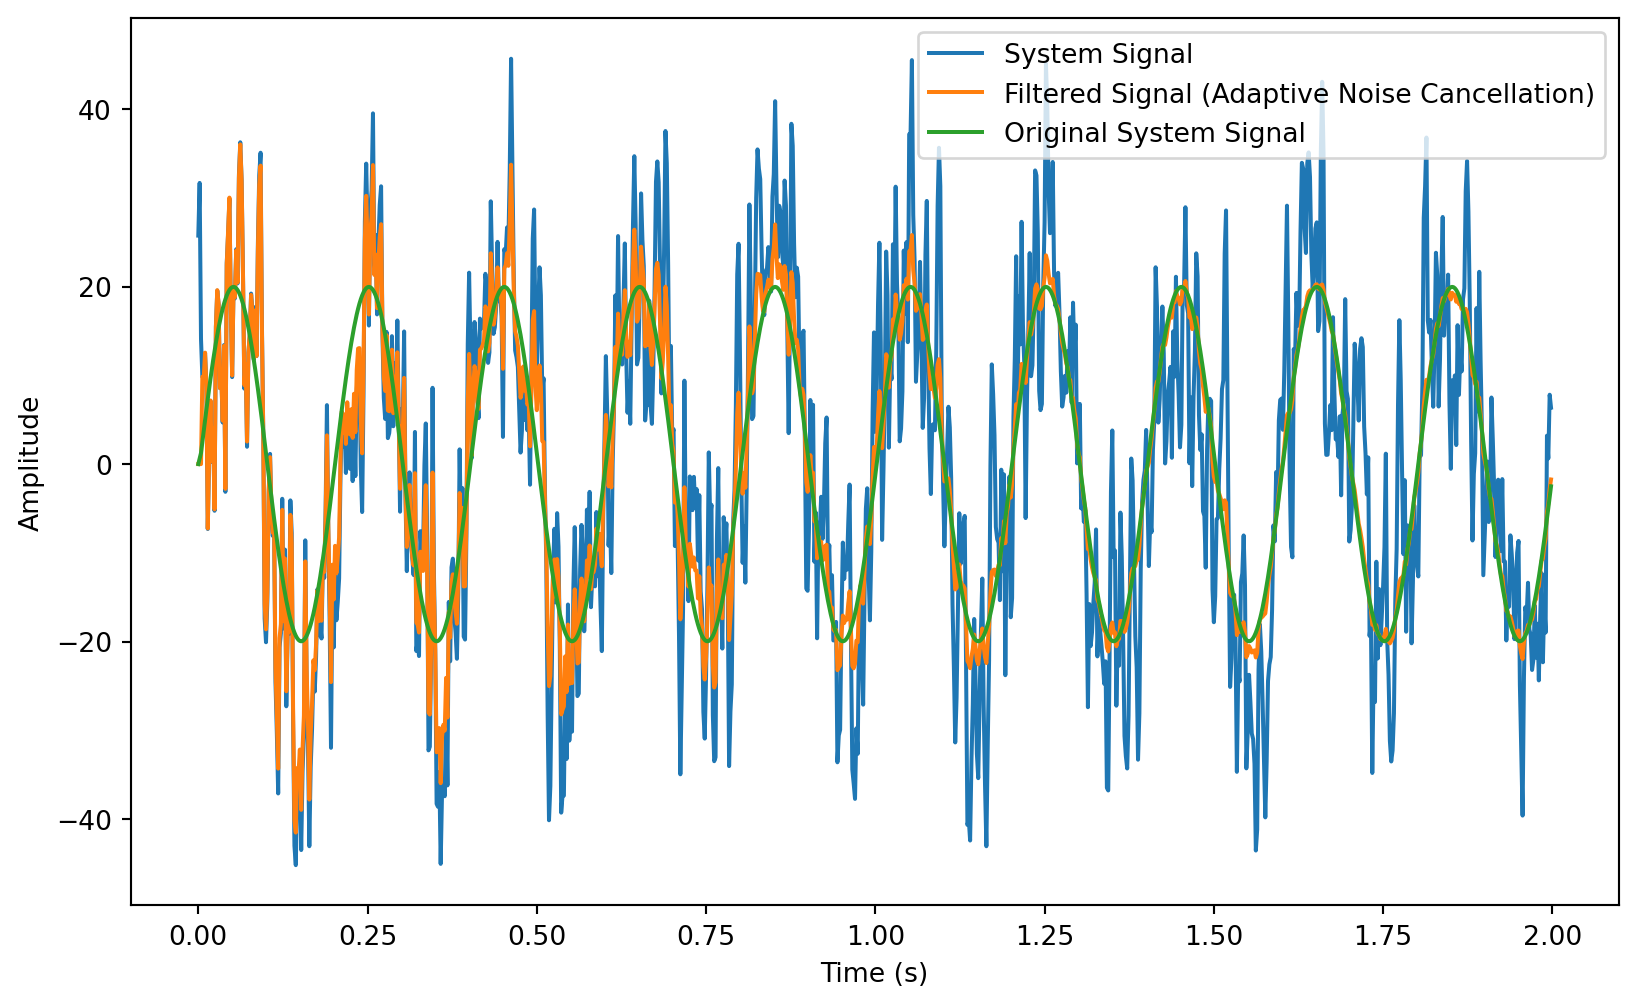 System Signal
Filtered Signal (Adaptive Noise Cancellation)
Original System Signal
Amplitude
40
20
0
−20
−40
0.00 0.25 0.50 0.75 1.00 1.25 1.50 1.75 2.00
Time (s)